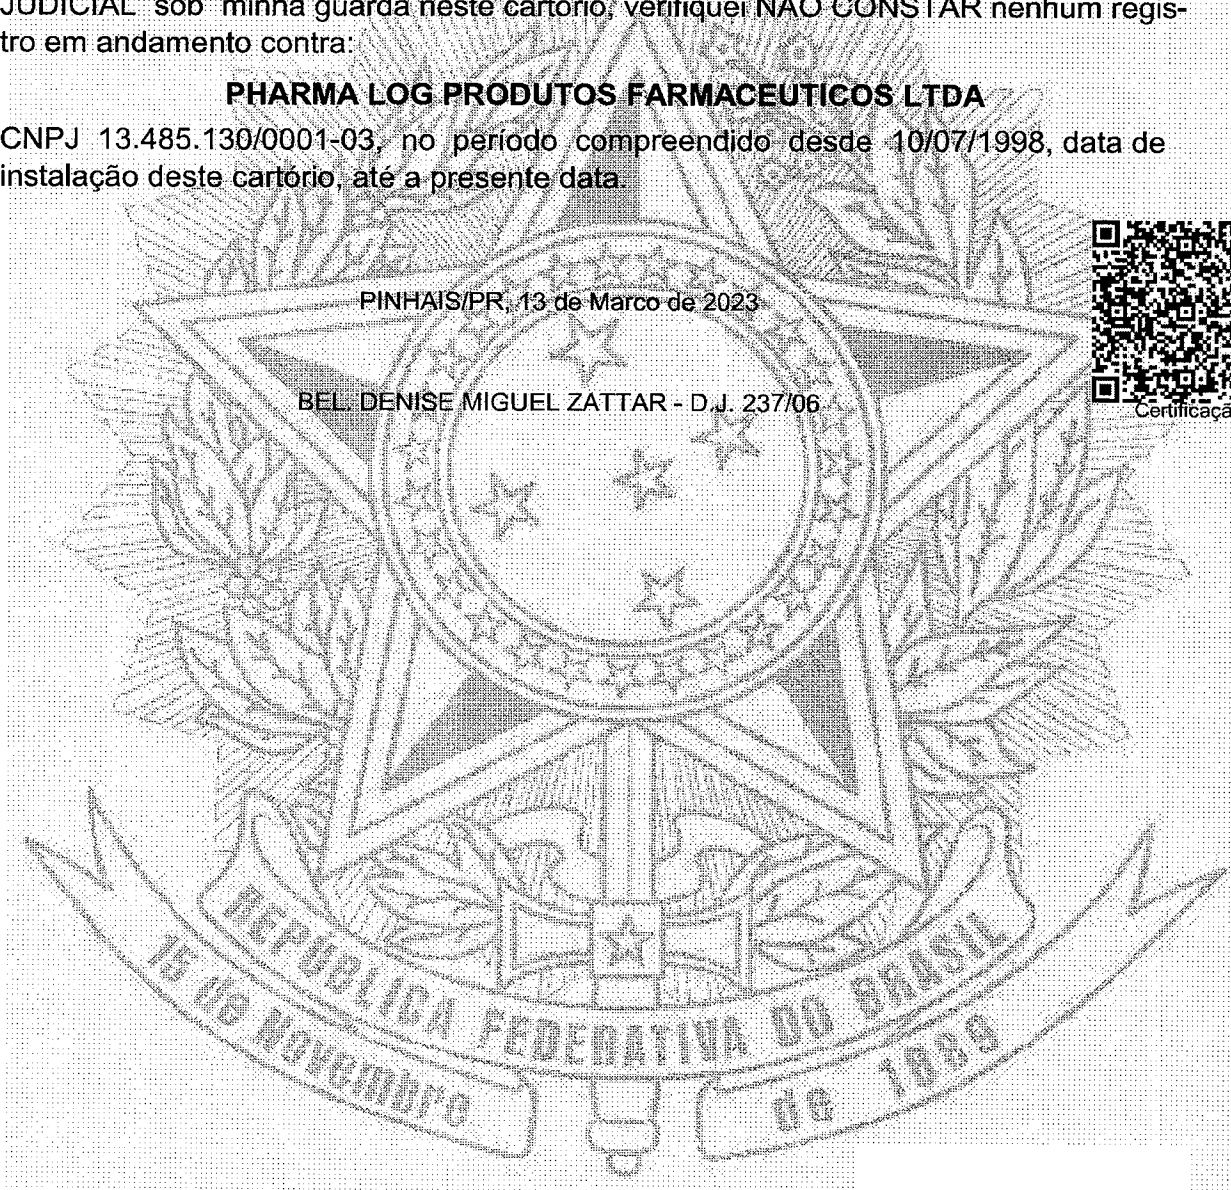 JUDICIAL sob minha guarda neste cartório, verifiquei NÃO CONSTAR nenhum regis-
tro em andamento contra:
PHARMA LOG PRODUTOS FARMACEUTICOS LTDA
CNPJ 13.485.130/0001-03, no período compreendido desde 10/07/1998, data de
instalação deste cartório, até a presente data.
PINHAIS/PR, 13 de Marco de 2023
BEL. DENISE MIGUEL ZATTAR - D.J. 237/06
Certificaçã
REPÚBLICA FEDERATIVA DO BRASIL
15 de Novembro de 1889